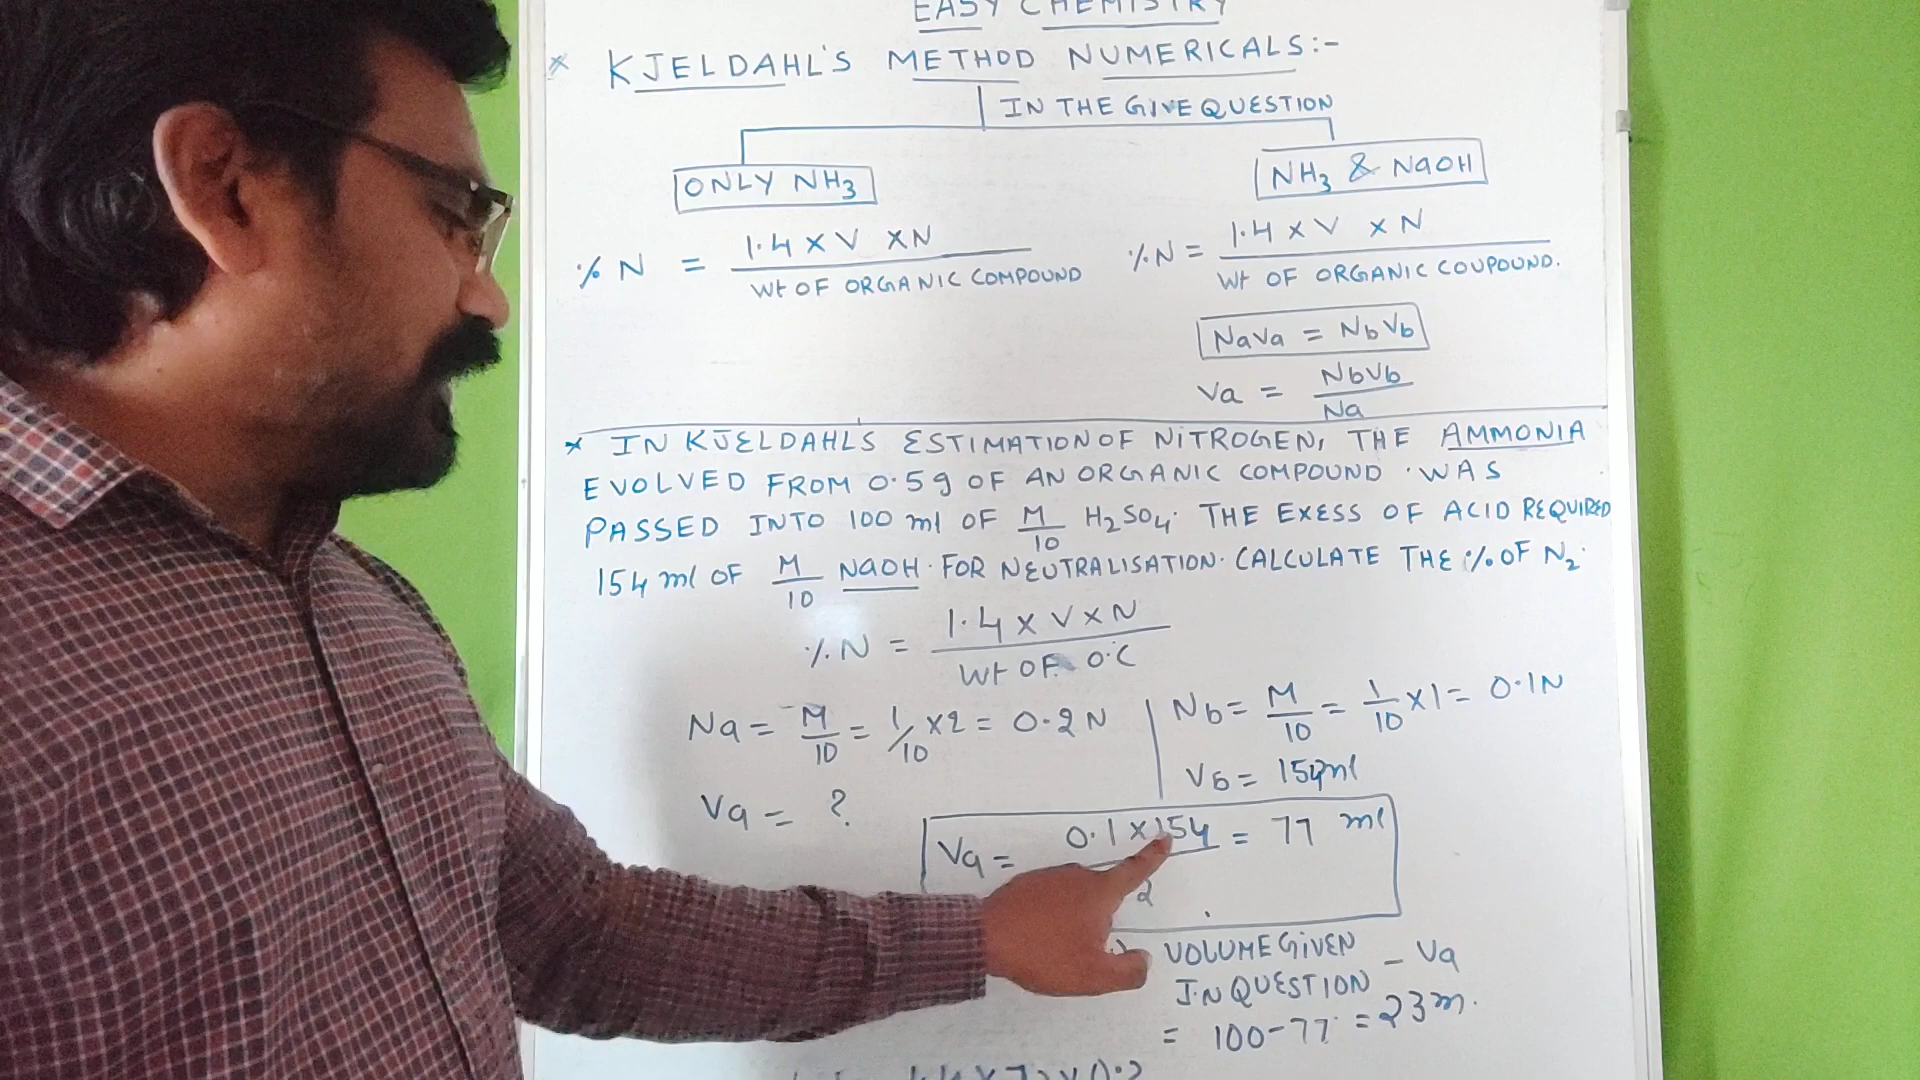 EASY CHEMISTRY
* KJELDAHL'S METHOD NUMERICALS:-
IN THE GIVE QUESTION
ONLY NH3
NH3 & NaOH
% N = 1.4 x V x N / Wt OF ORGANIC COMPOUND
% N = 1.4 x V x N / Wt OF ORGANIC COUPOUND.
NaVa = NbVb
Va = NbVb / Na
* IN KJELDAHLS ESTIMATION OF NITROGEN, THE AMMONIA
EVOLVED FROM 0.5g OF AN ORGANIC COMPOUND WAS
PASSED INTO 100 ml OF M/10 H2SO4. THE EXESS OF ACID REQUIRED
154 ml OF M/10 NaOH. FOR NEUTRALISATION. CALCULATE THE % OF N2.
% N = 1.4 x V x N / Wt OF O.C
Na = M/10 = 1/10 x 2 = 0.2 N
Nb = M/10 = 1/10 x 1 = 0.1 N
Va = ?
Vb = 154ml
Va = 0.1 x 154 / 2 = 77 ml
VOLUME GIVEN
IN QUESTION - Va
= 100 - 77 = 23 m.